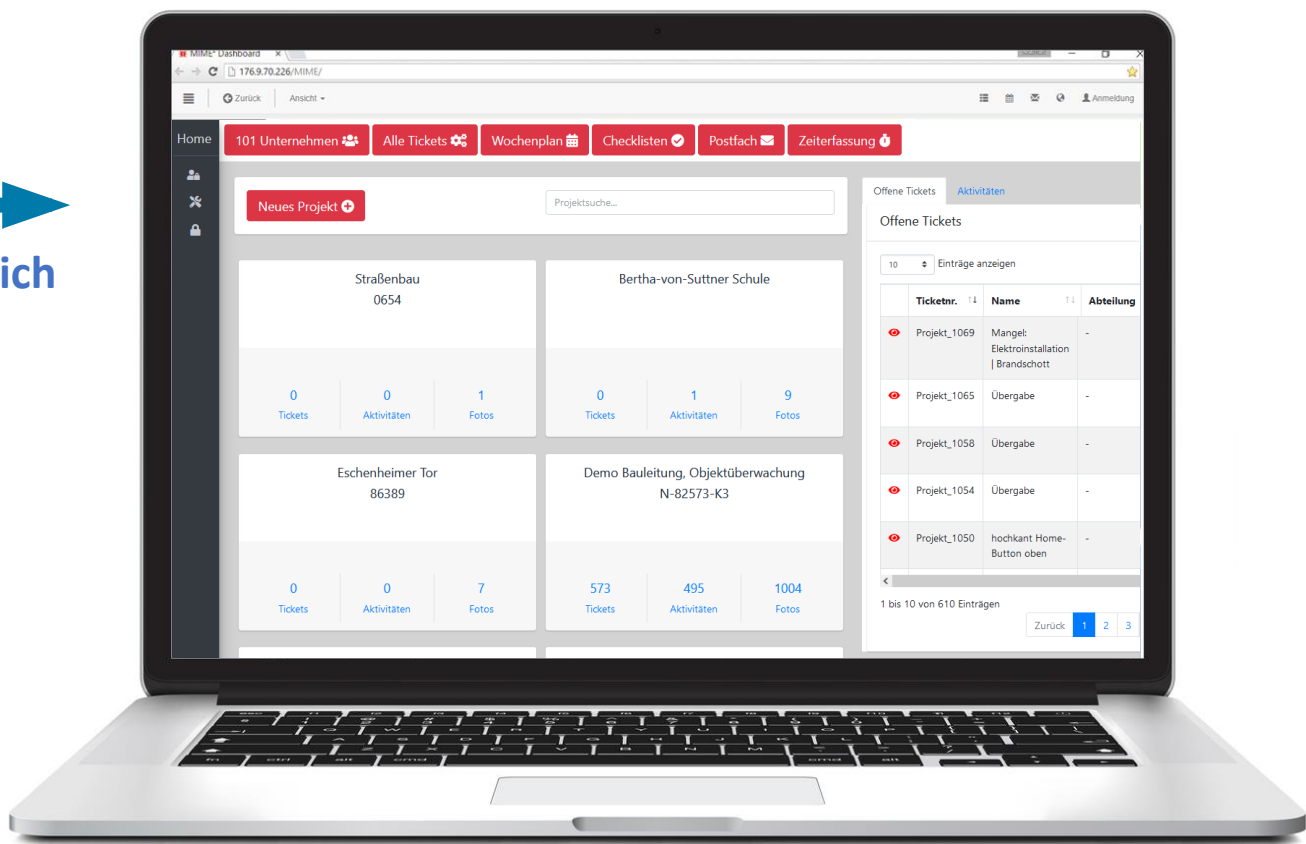 MIME® Dashboard
176.9.70.226/MIME/
Zurück Ansicht Anmeldung
Home 101 Unternehmen Alle Tickets Wochenplan Checklisten Postfach Zeiterfassung
ich
Neues Projekt Projektsuche...
Straßenbau
0654
0 0 1
Tickets Aktivitäten Fotos
Bertha-von-Suttner Schule
0 1 9
Tickets Aktivitäten Fotos
Eschenheimer Tor
86389
0 0 7
Tickets Aktivitäten Fotos
Demo Bauleitung, Objektüberwachung
N-82573-K3
573 495 1004
Tickets Aktivitäten Fotos
Offene Tickets Aktivitäten
Offene Tickets
10 Einträge anzeigen
Ticketnr. Name Abteilung
Projekt_1069 Mangel: -
Elektroinstallation
| Brandschott
Projekt_1065 Übergabe -
Projekt_1058 Übergabe -
Projekt_1054 Übergabe -
Projekt_1050 hochkant Home- -
Button oben
1 bis 10 von 610 Einträgen
Zurück 1 2 3